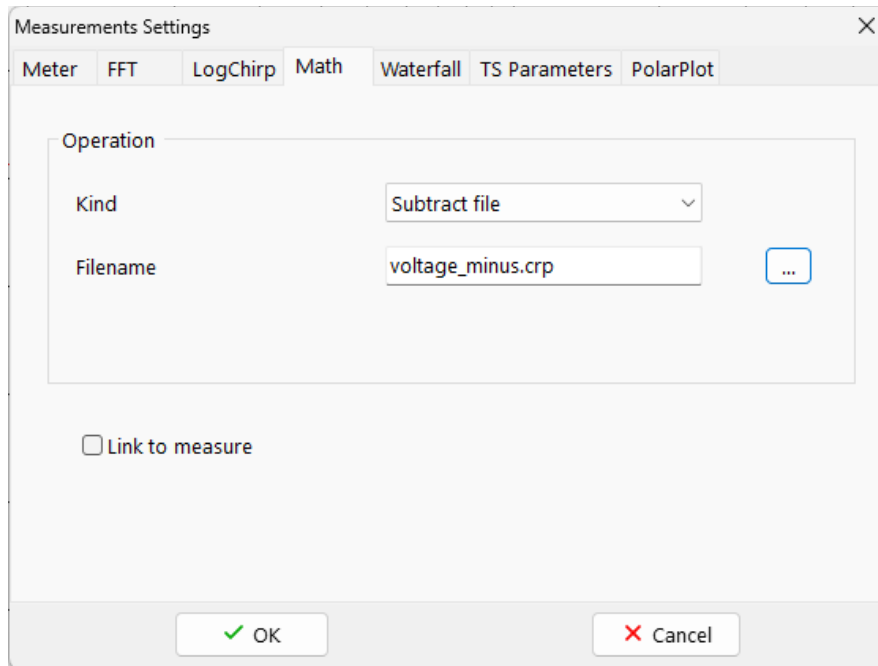 Measurements Settings
Meter FFT LogChirp Math Waterfall TS Parameters PolarPlot
Operation
Kind Subtract file
Filename voltage_minus.crp ...
Link to measure
OK Cancel